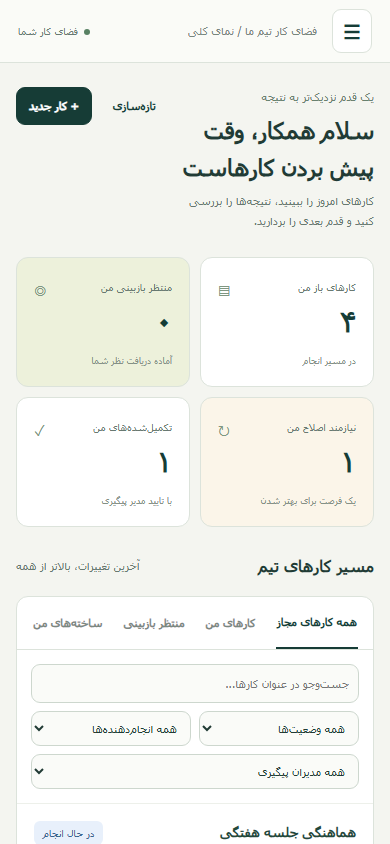 فضای کار تیم ما / نمای کلی
فضای کار شما
یک قدم نزدیک‌تر به نتیجه
سلام همکار، وقت
پیش بردن کارهاست
کارهای امروز را ببینید، نتیجه‌ها را بررسی
کنید و قدم بعدی را بردارید.
تازه‌سازی
+ کار جدید
کارهای باز من
۴
در مسیر انجام
منتظر بازبینی من
۰
آماده دریافت نظر شما
نیازمند اصلاح من
۱
یک فرصت برای بهتر شدن
تکمیل‌شده‌های من
۱
با تایید مدیر پیگیری
مسیر کارهای تیم
آخرین تغییرات، بالاتر از همه
همه کارهای مجاز
کارهای من
منتظر بازبینی
ساخته‌های من
جست‌وجو در عنوان کارها...
همه وضعیت‌ها
همه انجام‌دهنده‌ها
همه مدیران پیگیری
هماهنگی جلسه هفتگی
در حال انجام